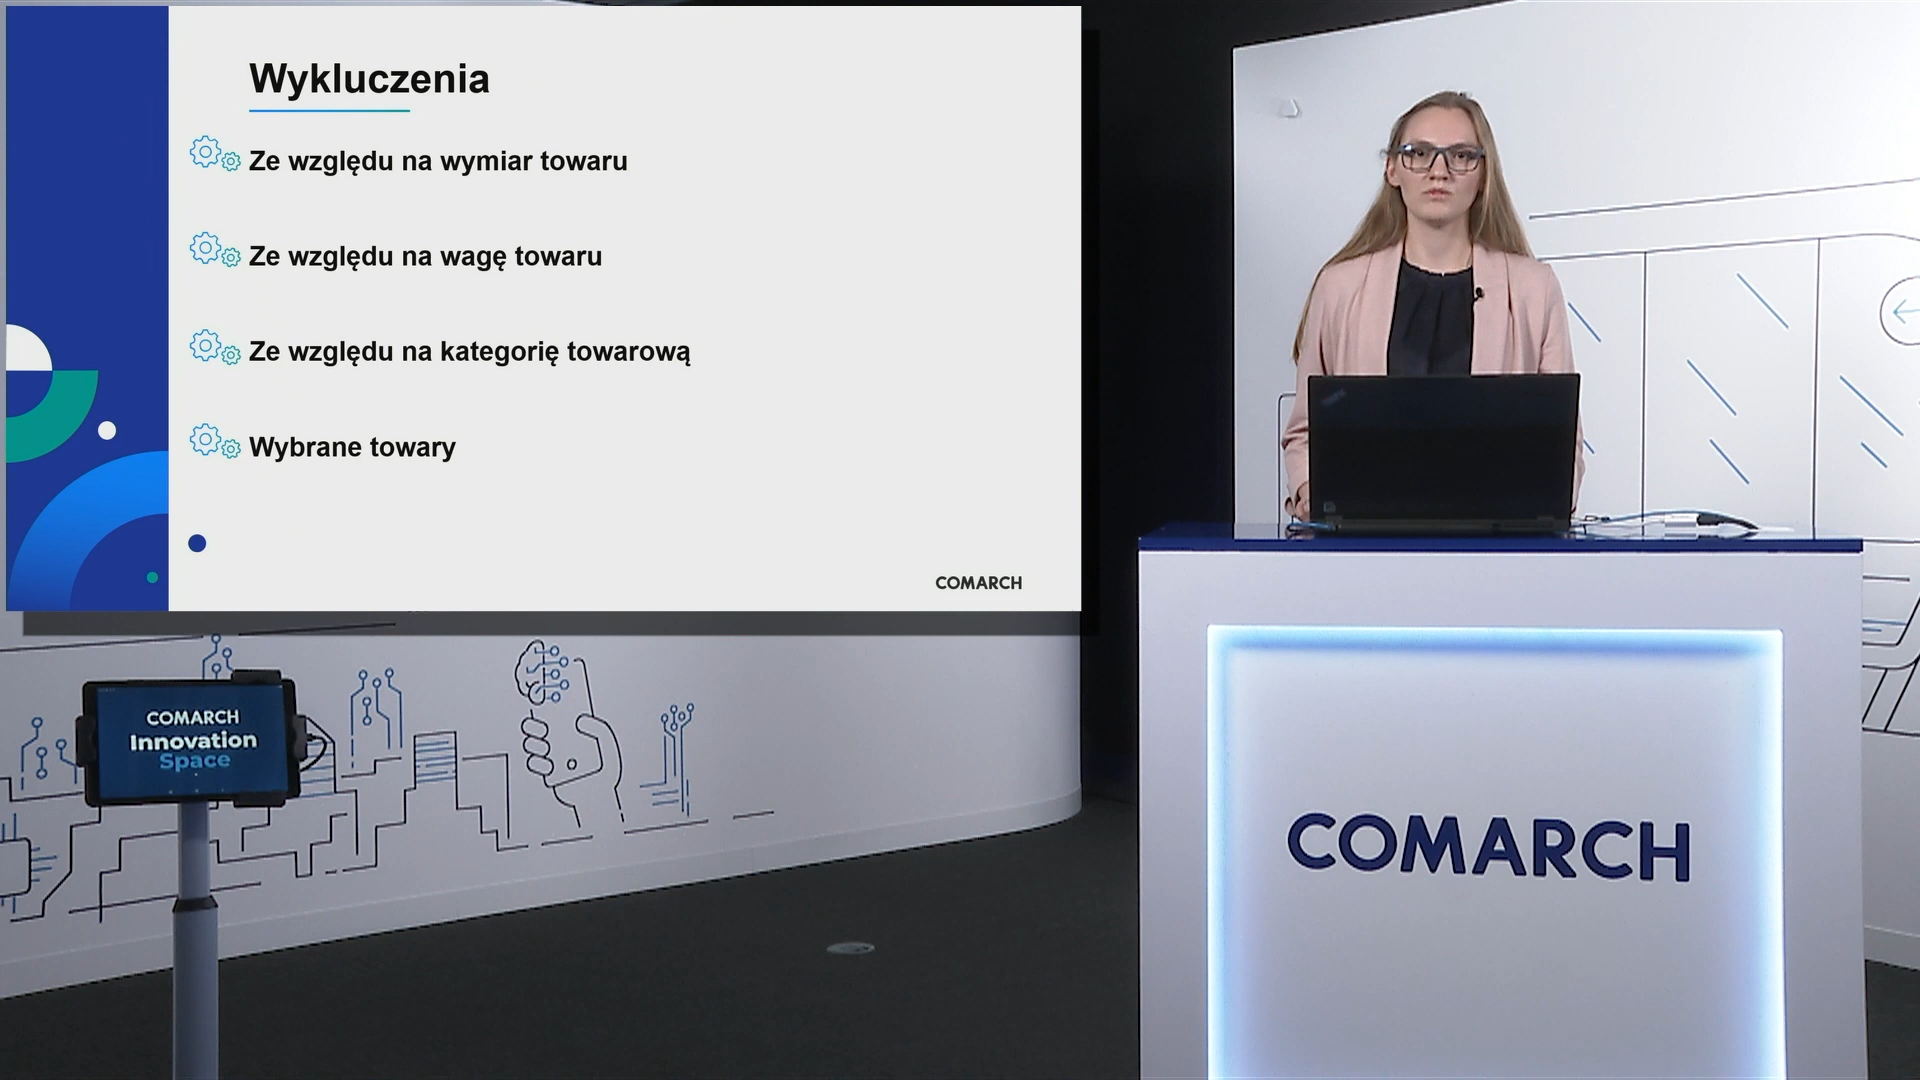 Wykluczenia
Ze względu na wymiar towaru
Ze względu na wagę towaru
Ze względu na kategorię towarową
Wybrane towary
COMARCH
COMARCH
Innovation
Space
COMARCH